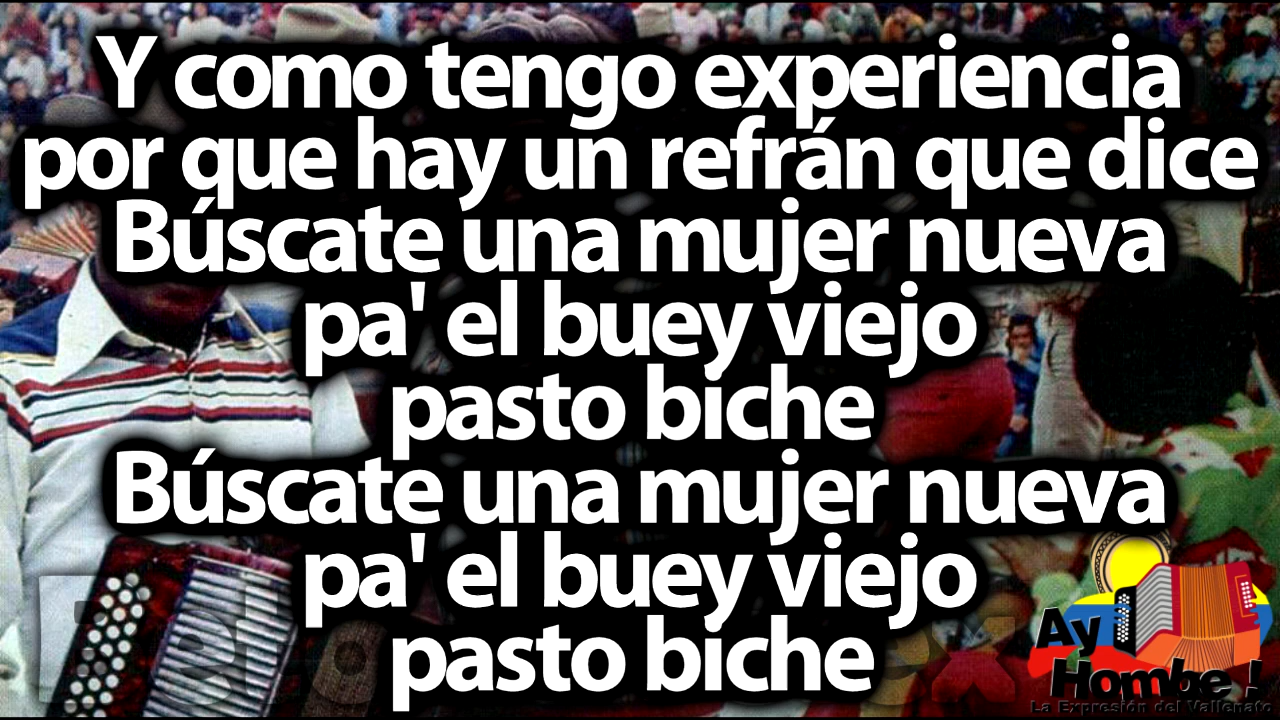 Y como tengo experiencia
por que hay un refrán que dice
Búscate una mujer nueva
pa' el buey viejo
pasto biche
Búscate una mujer nueva
pa' el buey viejo
pasto biche
Ay
Hombe !
La Expresión del Vallenato